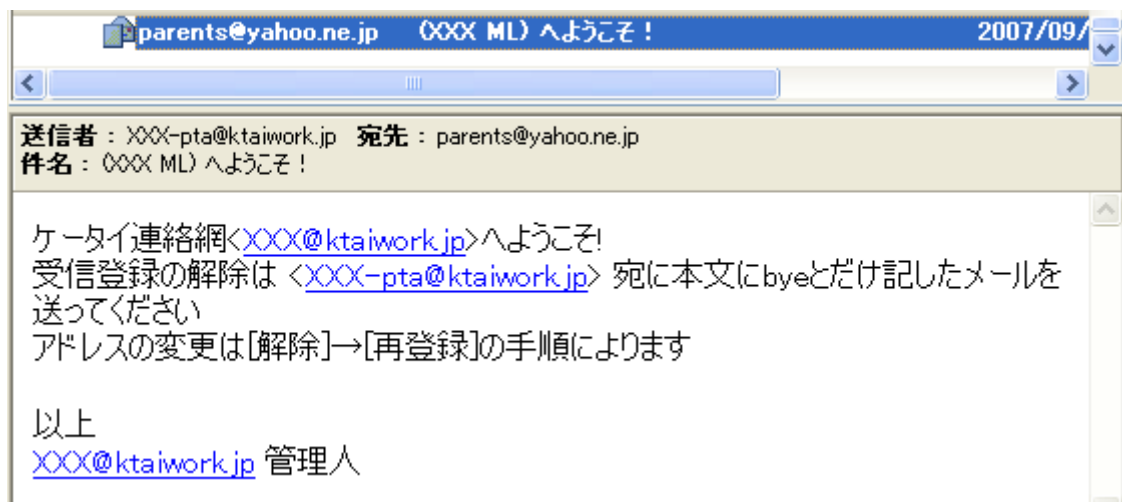 parents@yahoo.ne.jp (XXX ML) へようこそ! 2007/09/
送信者: XXX-pta@ktaiwork.jp 宛先: parents@yahoo.ne.jp
件名: (XXX ML) へようこそ!
ケータイ連絡網<XXX@ktaiwork.jp>へようこそ!
受信登録の解除は <XXX-pta@ktaiwork.jp> 宛に本文にbyeとだけ記したメールを
送ってください
アドレスの変更は[解除]→[再登録]の手順によります
以上
XXX@ktaiwork.jp 管理人